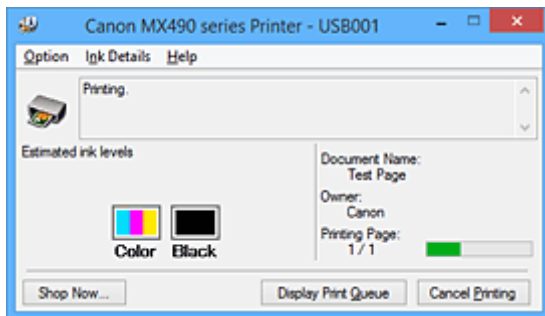 Canon MX490 series Printer - USB001
Option Ink Details Help
Printing.
Estimated ink levels
Document Name:
Test Page
Owner:
Canon
Printing Page:
1 / 1
Color Black
Shop Now... Display Print Queue Cancel Printing